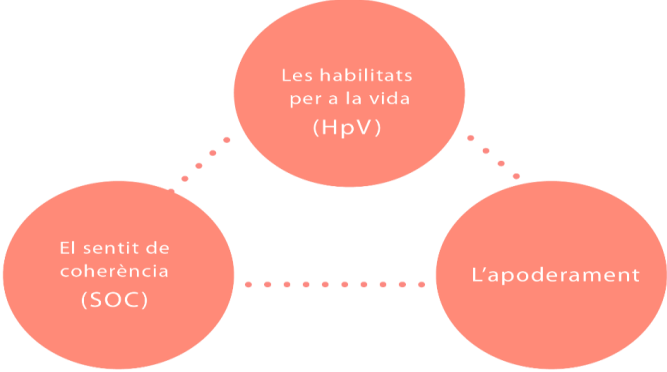 Les habilitats
per a la vida
(HpV)
El sentit de
coherència
(SOC)
L'apoderament